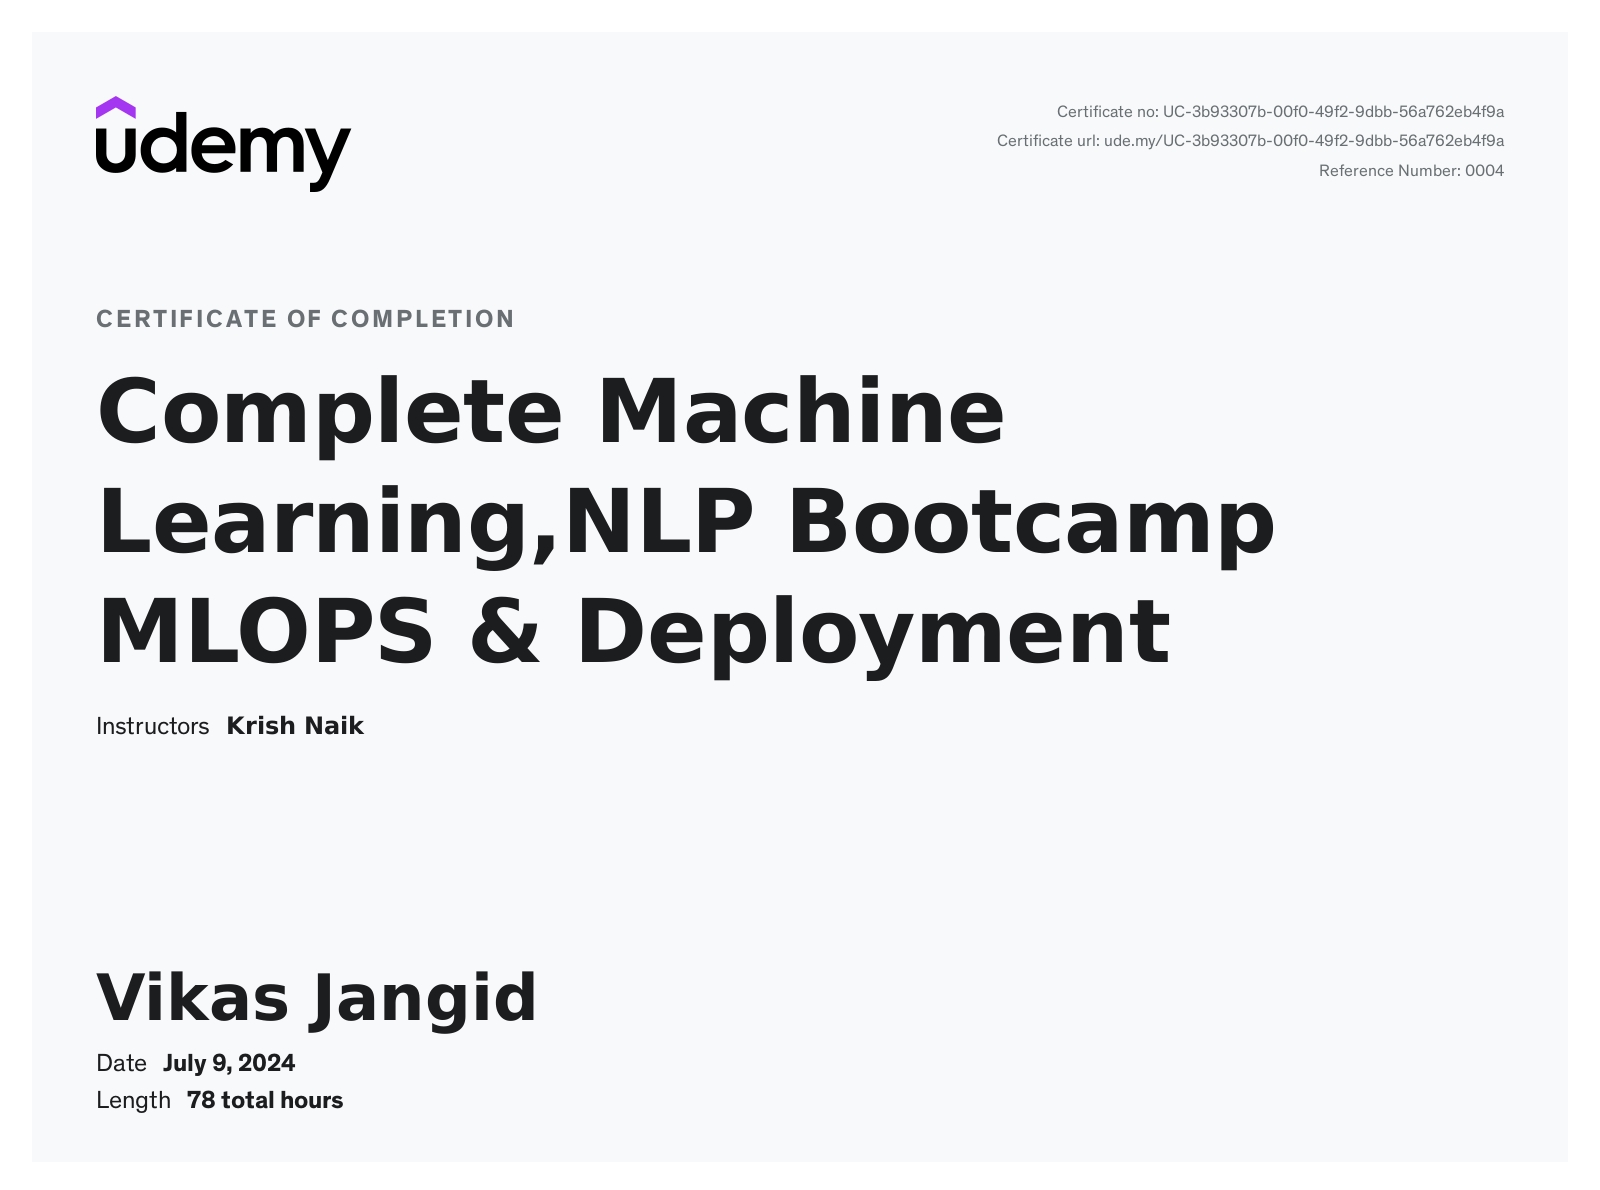 udemy
Certificate no: UC-3b93307b-00f0-49f2-9dbb-56a762eb4f9a
Certificate url: ude.my/UC-3b93307b-00f0-49f2-9dbb-56a762eb4f9a
Reference Number: 0004
CERTIFICATE OF COMPLETION
Complete Machine
Learning,NLP Bootcamp
MLOPS & Deployment
Instructors Krish Naik
Vikas Jangid
Date July 9, 2024
Length 78 total hours